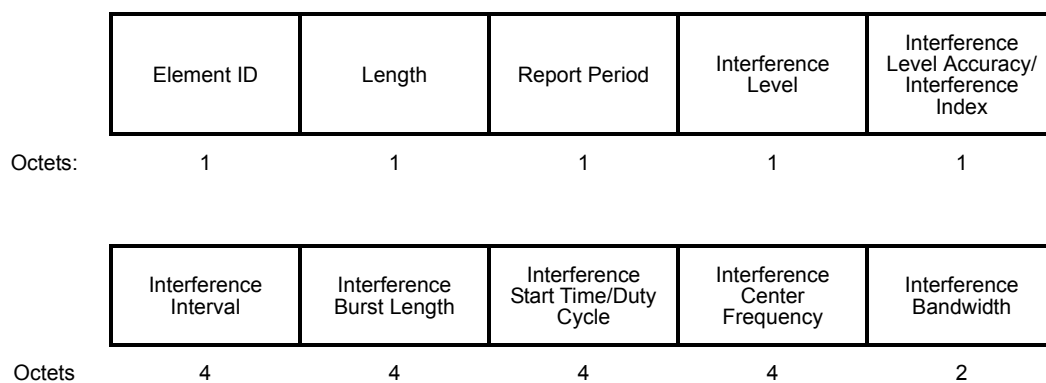 Element ID
Length
Report Period
Interference
Level
Interference
Level Accuracy/
Interference
Index
Octets:
1
1
1
1
1
Interference
Interval
Interference
Burst Length
Interference
Start Time/Duty
Cycle
Interference
Center
Frequency
Interference
Bandwidth
Octets
4
4
4
4
2